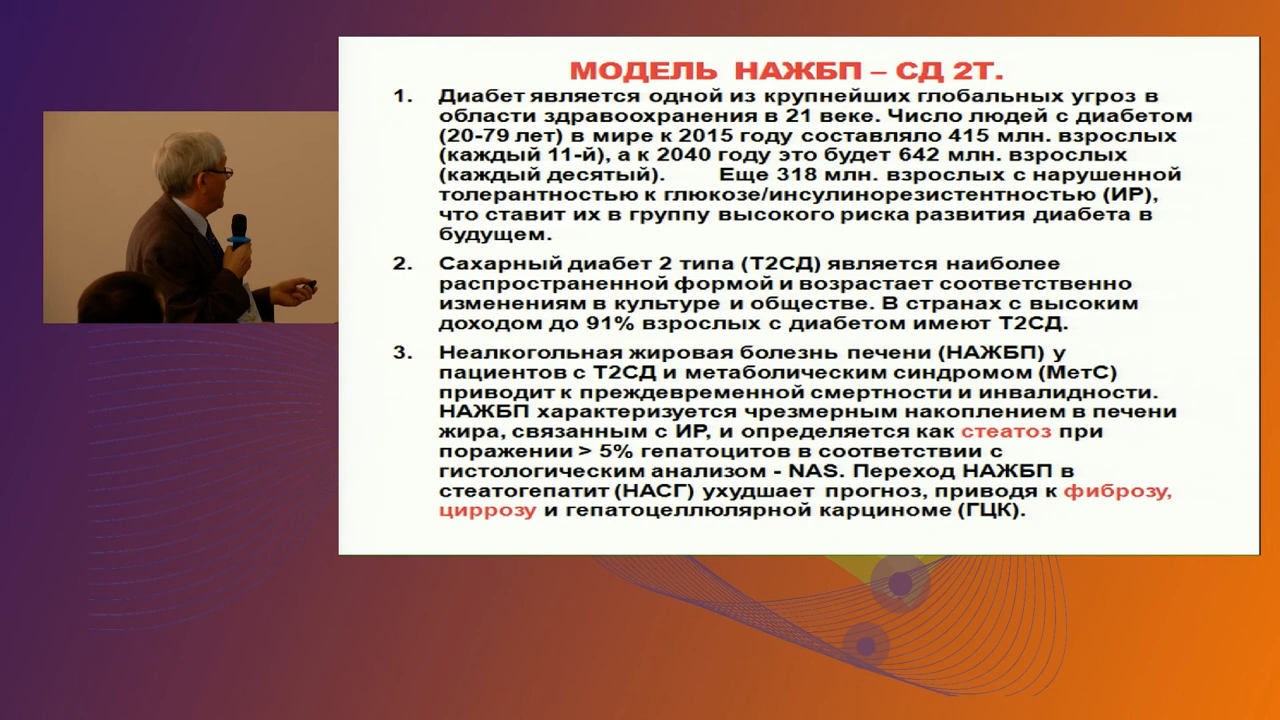 МОДЕЛЬ НАЖБП – СД 2Т.
1. Диабет является одной из крупнейших глобальных угроз в
области здравоохранения в 21 веке. Число людей с диабетом
(20-79 лет) в мире к 2015 году составляло 415 млн. взрослых
(каждый 11-й), а к 2040 году это будет 642 млн. взрослых
(каждый десятый). Еще 318 млн. взрослых с нарушенной
толерантностью к глюкозе/инсулинорезистентностью (ИР),
что ставит их в группу высокого риска развития диабета в
будущем.
2. Сахарный диабет 2 типа (Т2СД) является наиболее
распространенной формой и возрастает соответственно
изменениям в культуре и обществе. В странах с высоким
доходом до 91% взрослых с диабетом имеют Т2СД.
3. Неалкогольная жировая болезнь печени (НАЖБП) у
пациентов с Т2СД и метаболическим синдромом (МетС)
приводит к преждевременной смертности и инвалидности.
НАЖБП характеризуется чрезмерным накоплением в печени
жира, связанным с ИР, и определяется как стеатоз при
поражении > 5% гепатоцитов в соответствии с
гистологическим анализом - NAS. Переход НАЖБП в
стеатогепатит (НАСГ) ухудшает прогноз, приводя к фиброзу,
циррозу и гепатоцеллюлярной карциноме (ГЦК).